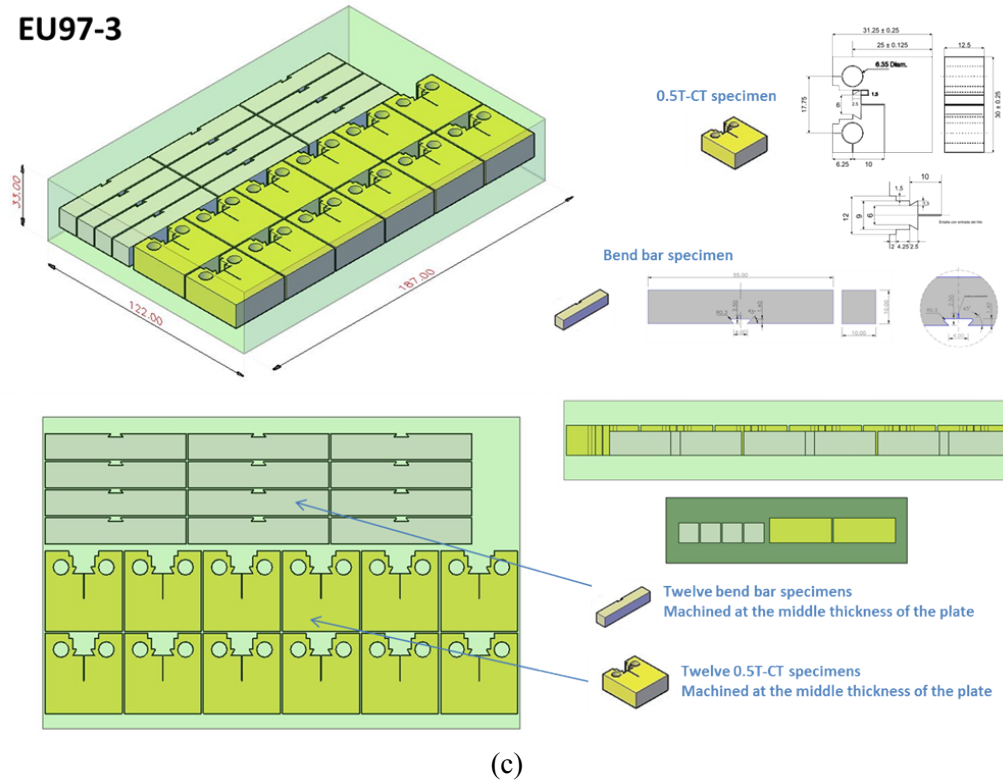 EU97-3
33.00
122.00
187.00
0.5T-CT specimen
31.25 ± 0.25
25 ± 0.125
12.5
6.35 Diam.
1.5
17.75
6
2.5
30 ± 0.25
6.25
10
10
1.5
12
9
6
2
4.25
2.5
Bend bar specimen
55.00
10.00
10.00
45°
4.00
Twelve bend bar specimens
Machined at the middle thickness of the plate
Twelve 0.5T-CT specimens
Machined at the middle thickness of the plate
(c)